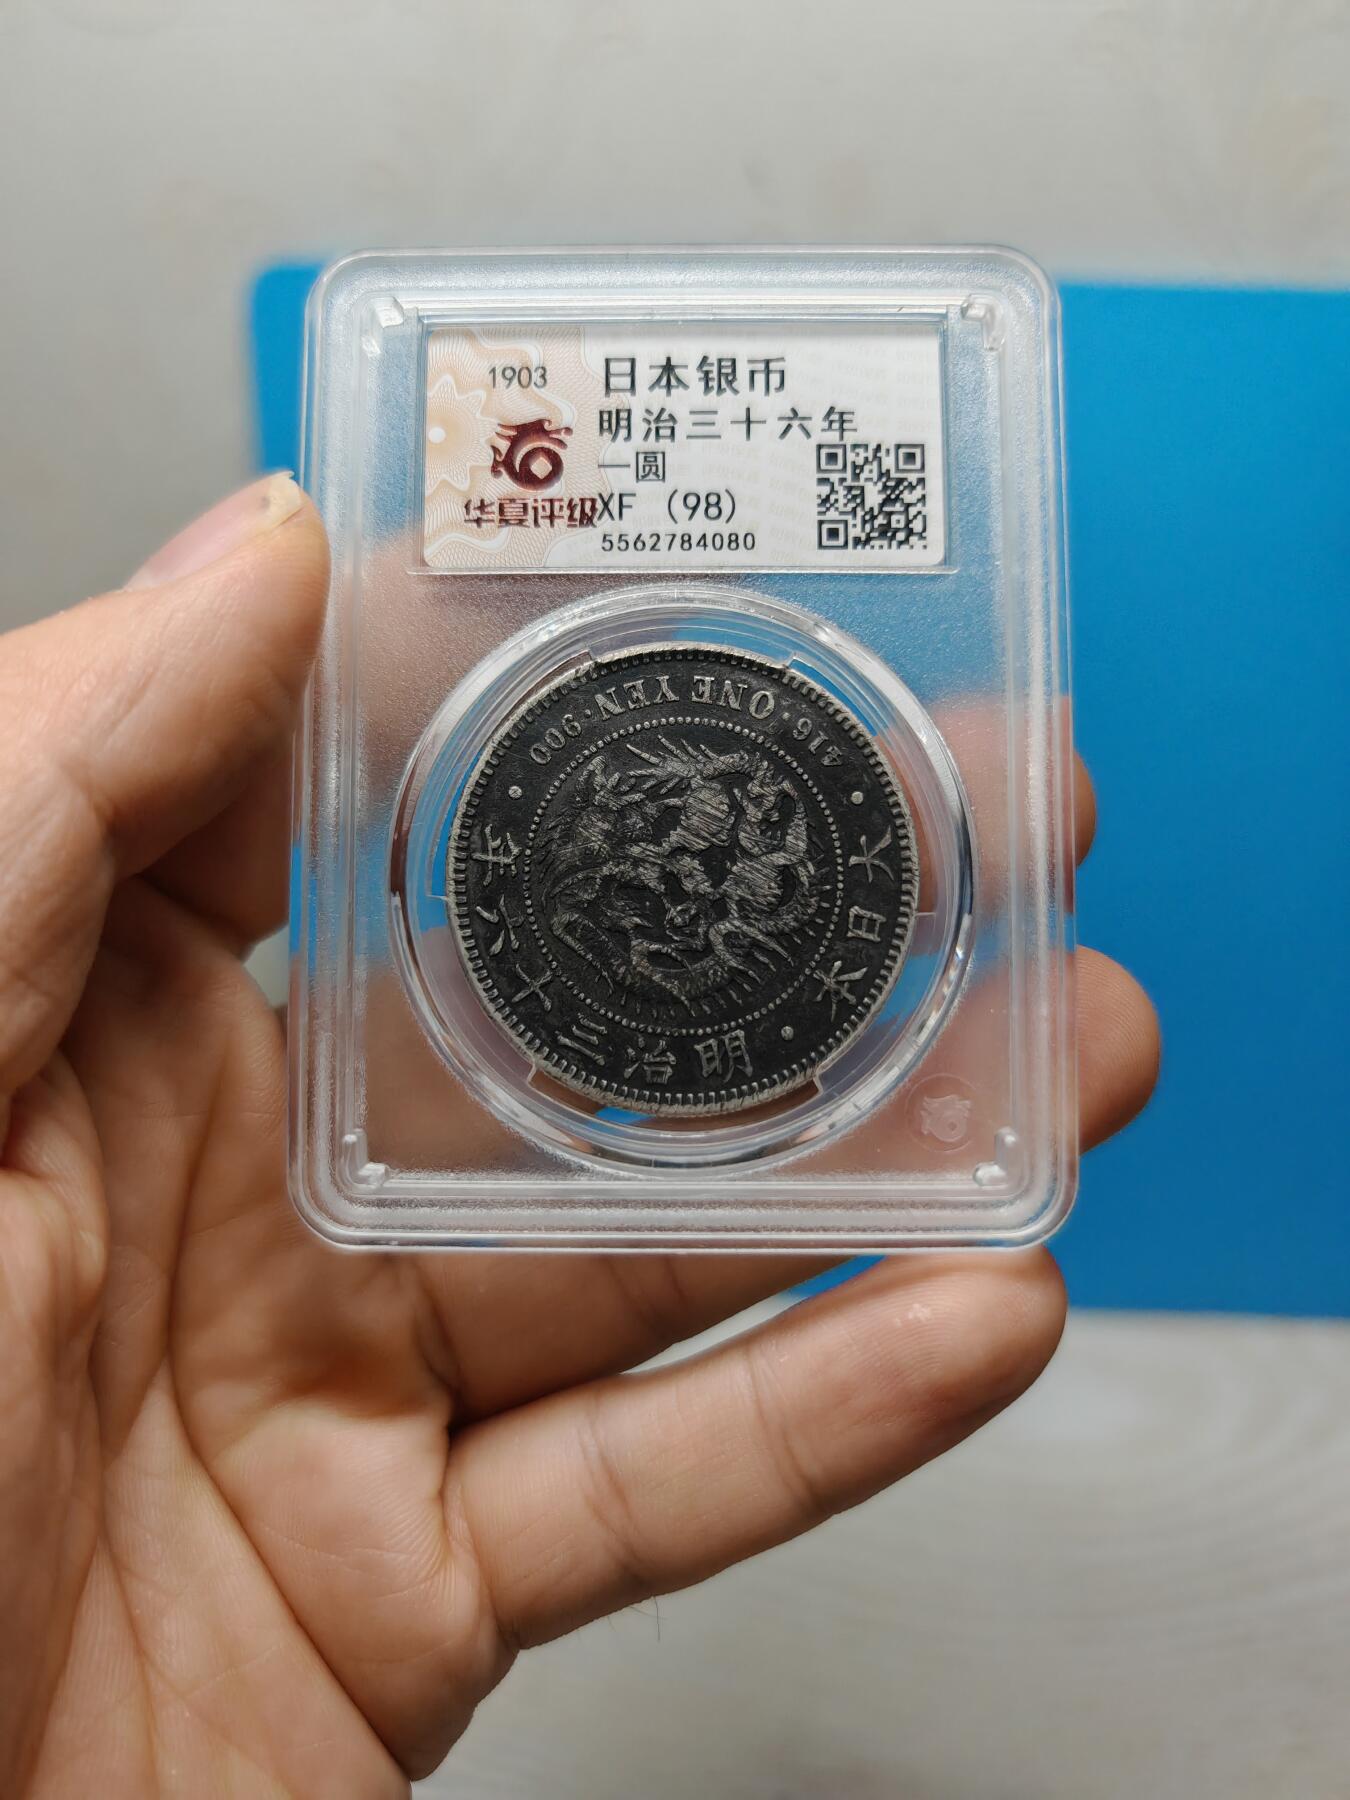 1903
日本银币
明治三十六年
一圆
华夏评级
XF (98)
5562784080
416·ONE YEN·900
大日本
明治三十六年